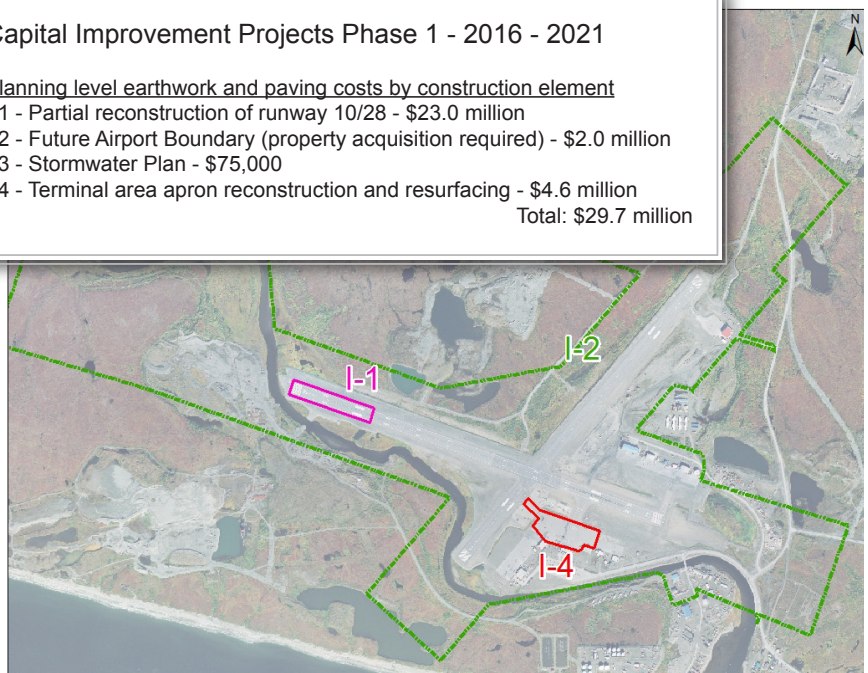 apital Improvement Projects Phase 1 - 2016 - 2021
lanning level earthwork and paving costs by construction element
1 - Partial reconstruction of runway 10/28 - $23.0 million
2 - Future Airport Boundary (property acquisition required) - $2.0 million
3 - Stormwater Plan - $75,000
4 - Terminal area apron reconstruction and resurfacing - $4.6 million
Total: $29.7 million
N
I-2
I-1
I-4